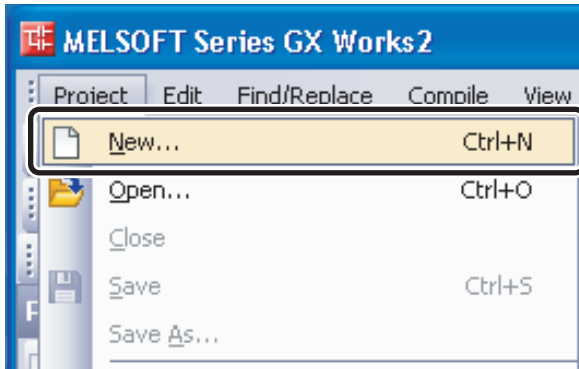 MELSOFT Series GX Works2
Project Edit Find/Replace Compile View
New... Ctrl+N
Open... Ctrl+O
Close
Save Ctrl+S
Save As...